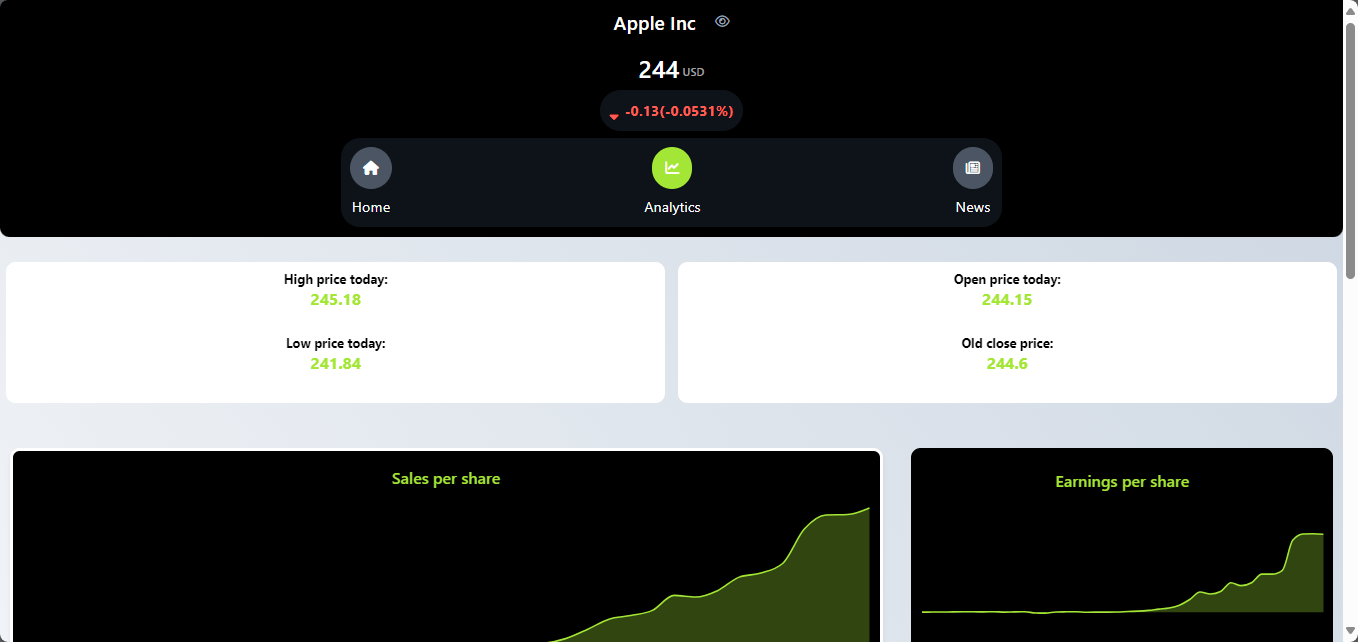 Apple Inc
244 USD
-0.13(-0.0531%)
Home
Analytics
News
High price today:
245.18
Low price today:
241.84
Open price today:
244.15
Old close price:
244.6
Sales per share
Earnings per share